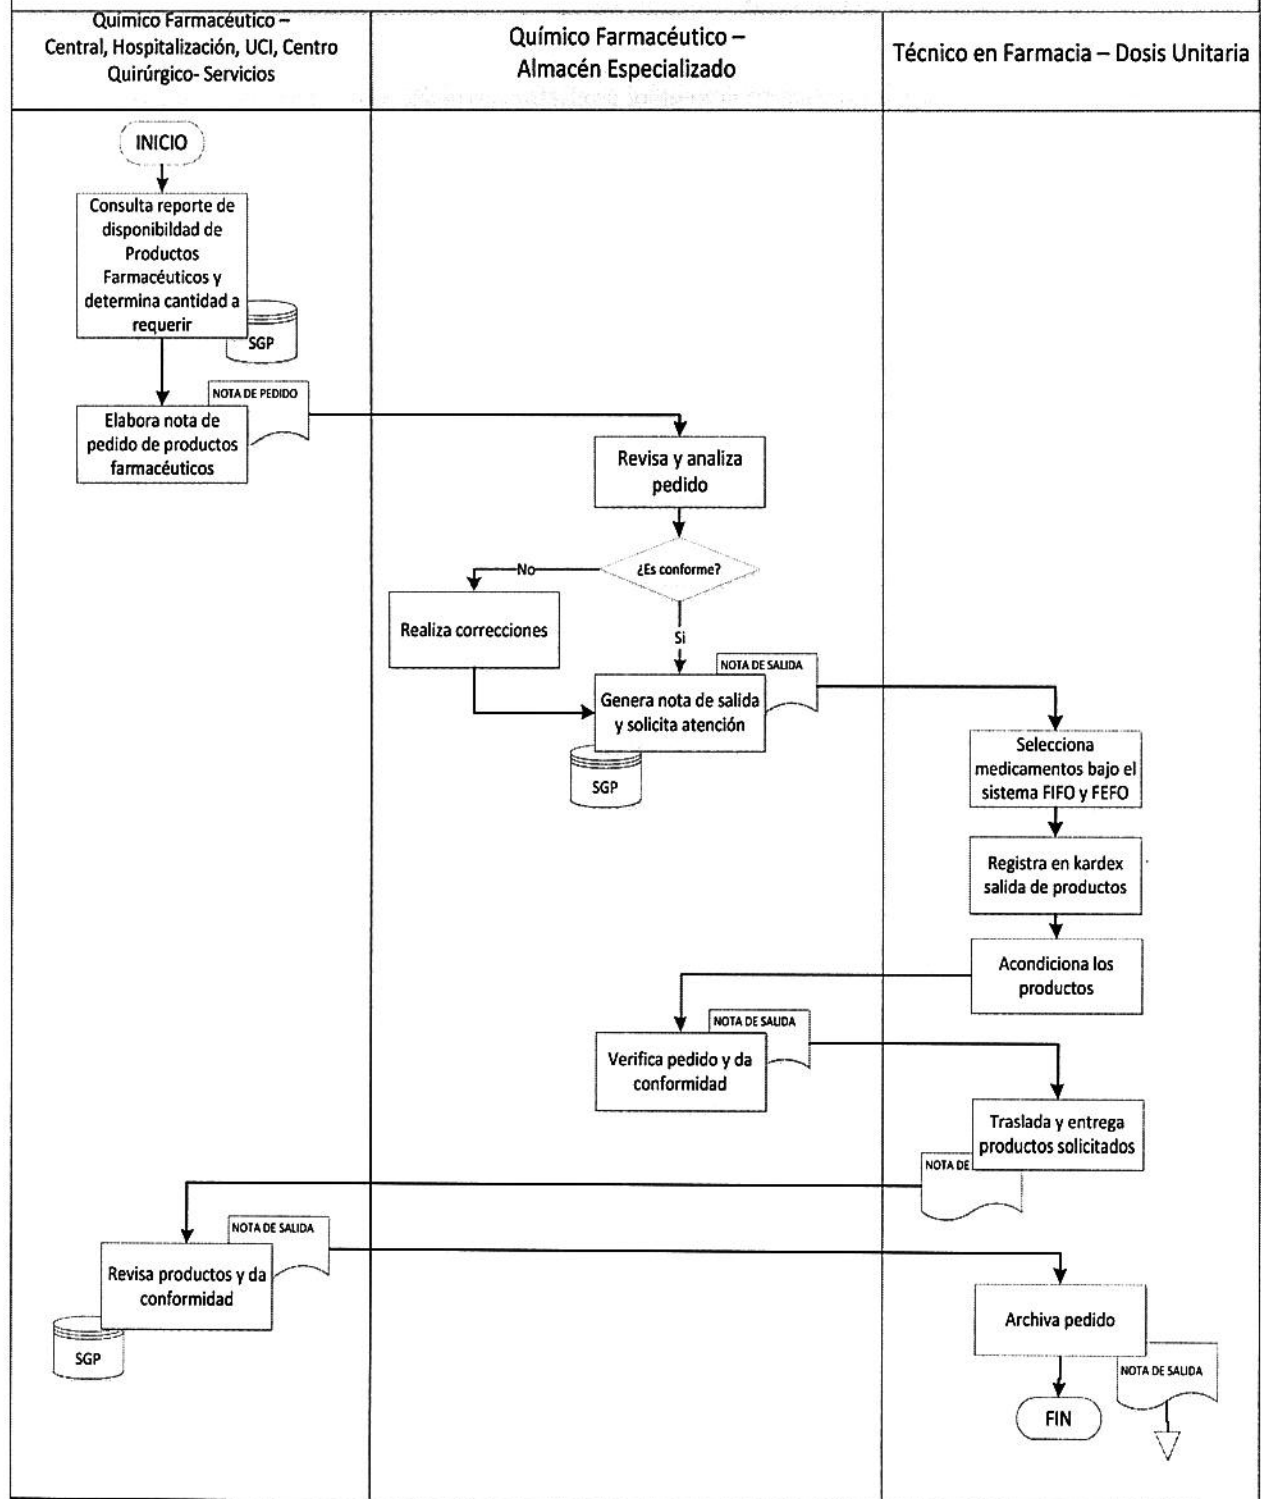 Químico Farmacéutico –
Central, Hospitalización, UCI, Centro
Quirúrgico- Servicios
Químico Farmacéutico –
Almacén Especializado
Técnico en Farmacia – Dosis Unitaria
INICIO
Consulta reporte de
disponibildad de
Productos
Farmacéuticos y
determina cantidad a
requerir
SGP
NOTA DE PEDIDO
Elabora nota de
pedido de productos
farmacéuticos
Revisa y analiza
pedido
¿Es conforme?
No
Realiza correcciones
Si
NOTA DE SALIDA
Genera nota de salida
y solicita atención
SGP
Selecciona
medicamentos bajo el
sistema FIFO y FEFO
Registra en kardex
salida de productos
Acondiciona los
productos
NOTA DE SALIDA
Verifica pedido y da
conformidad
Traslada y entrega
productos solicitados
NOTA DE
NOTA DE SALIDA
Revisa productos y da
conformidad
SGP
Archiva pedido
NOTA DE SALIDA
FIN